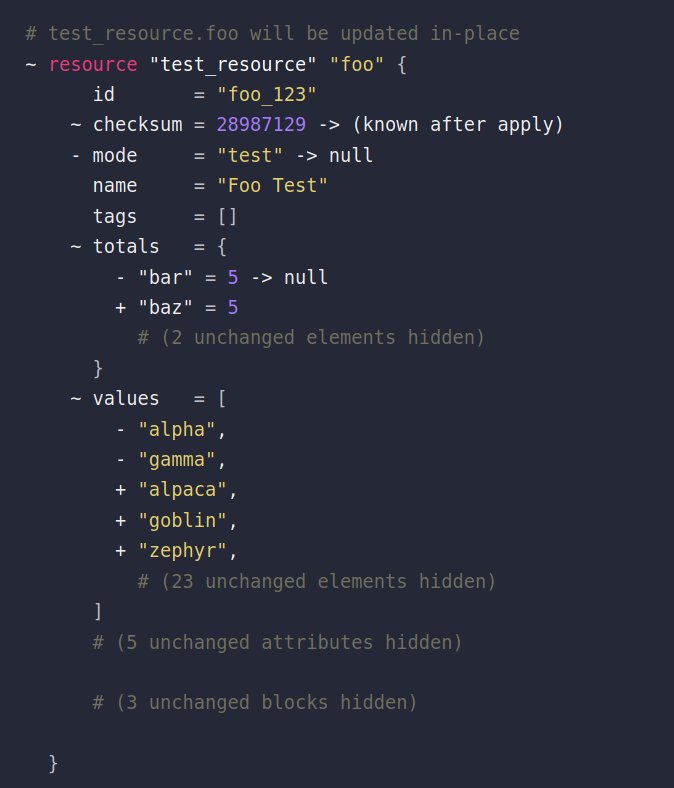 # test_resource.foo will be updated in-place
~ resource "test_resource" "foo" {
      id       = "foo_123"
    ~ checksum = 28987129 -> (known after apply)
    - mode     = "test" -> null
      name     = "Foo Test"
      tags     = []
    ~ totals   = {
        - "bar" = 5 -> null
        + "baz" = 5
          # (2 unchanged elements hidden)
      }
    ~ values   = [
        - "alpha",
        - "gamma",
        + "alpaca",
        + "goblin",
        + "zephyr",
          # (23 unchanged elements hidden)
      ]
      # (5 unchanged attributes hidden)

      # (3 unchanged blocks hidden)

  }